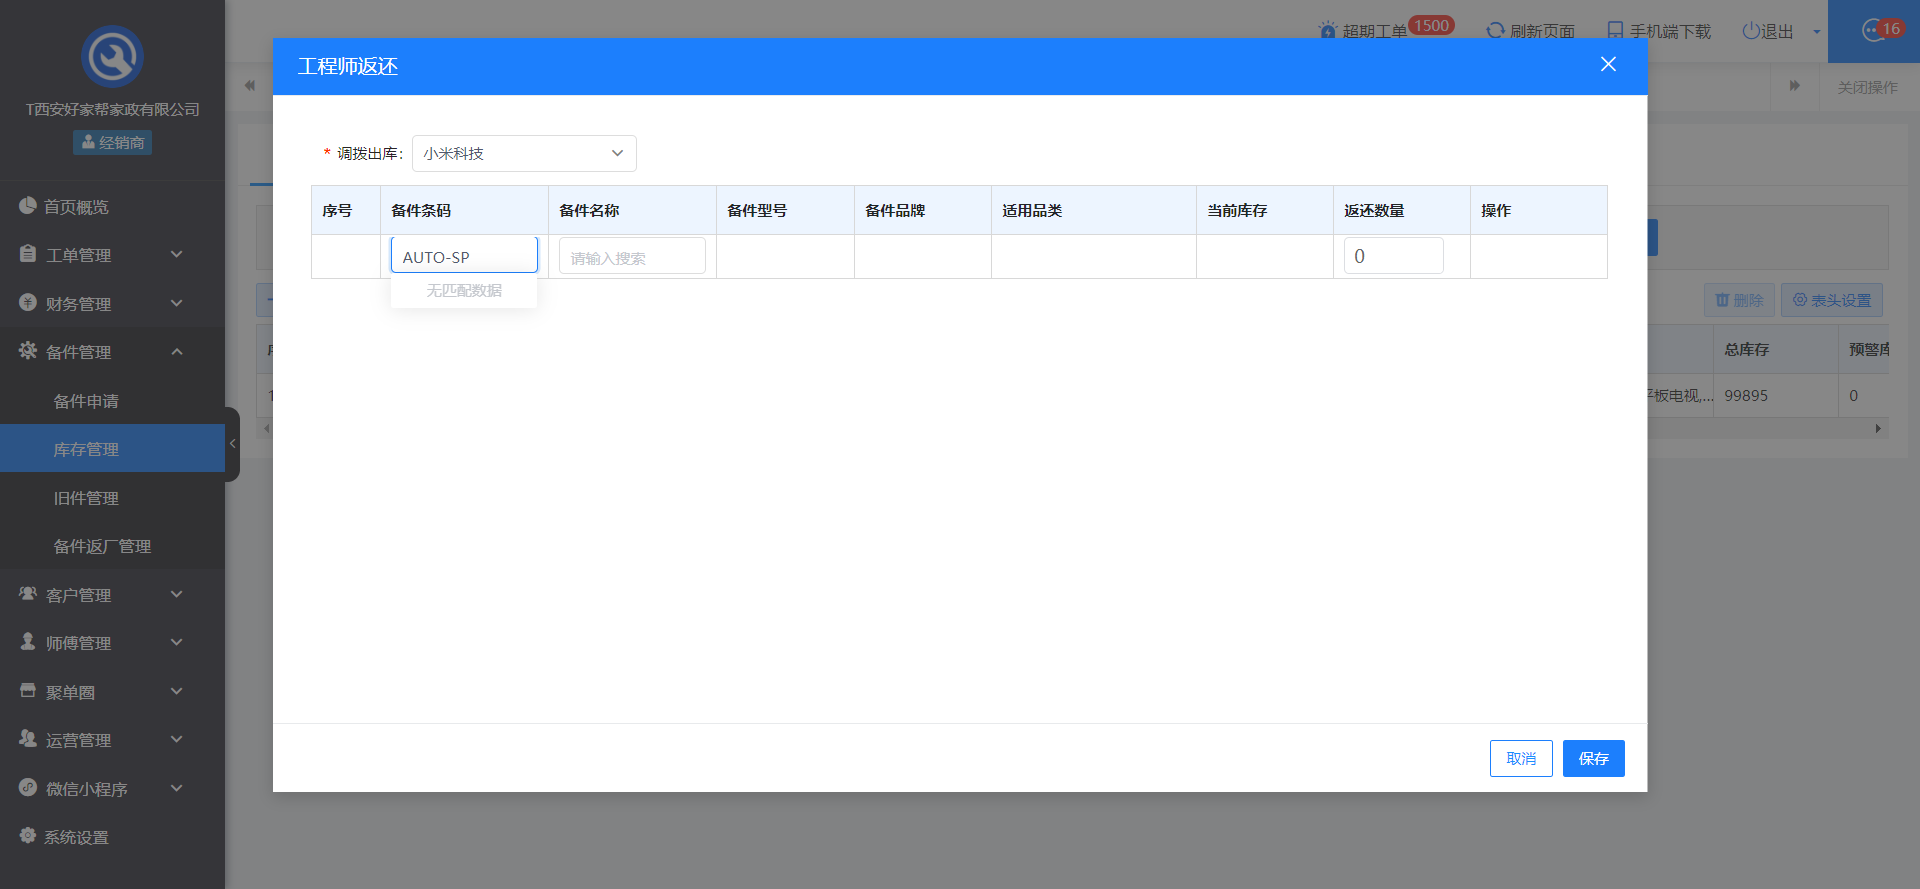 T西安好家帮家政有限公司
经销商
首页概览
工单管理
财务管理
备件管理
备件申请
库存管理
旧件管理
备件返厂管理
客户管理
师傅管理
聚单圈
运营管理
微信小程序
系统设置
超期工单 1500 刷新页面 手机端下载 退出 16
关闭操作
工程师返还
* 调拨出库: 小米科技
序号 备件条码 备件名称 备件型号 备件品牌 适用品类 当前库存 返还数量 操作
AUTO-SP 请输入搜索 0
无匹配数据
删除 表头设置
总库存
平板电视,... 99895 0
取消 保存